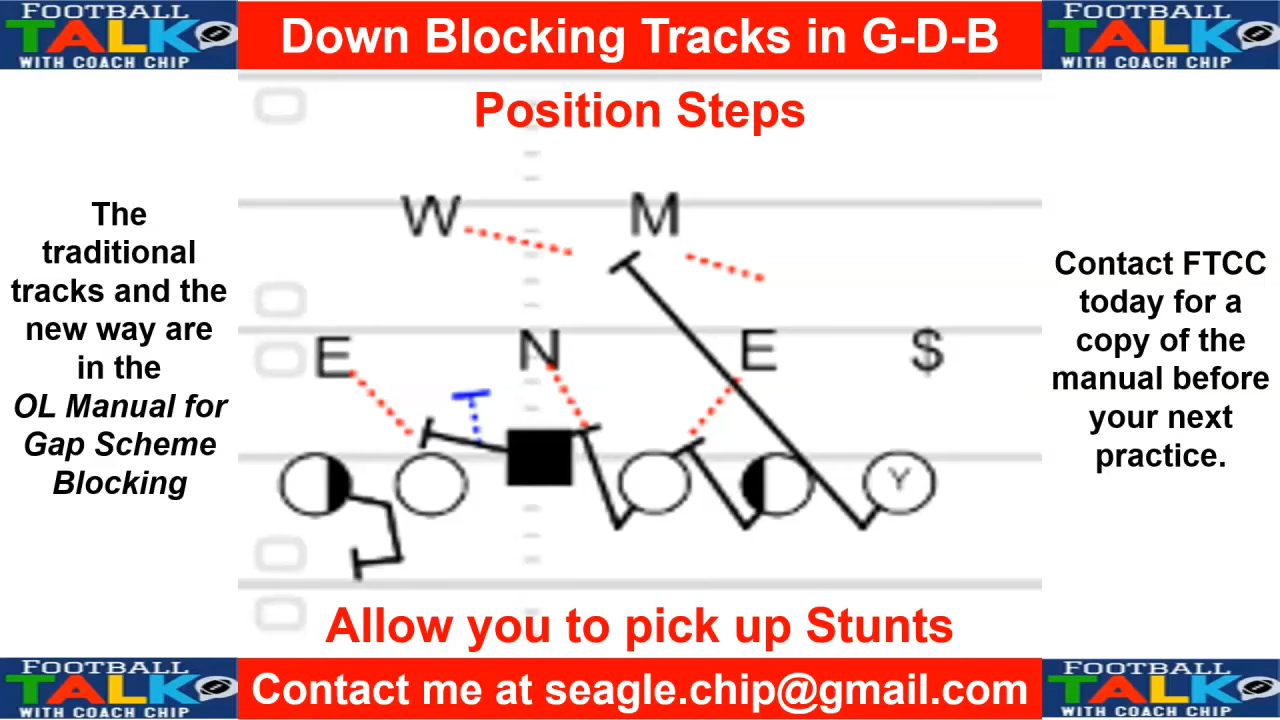 FOOTBALL
TALK
WITH COACH CHIP
Down Blocking Tracks in G-D-B
FOOTBALL
TALK
WITH COACH CHIP
Position Steps
The
traditional
tracks and the
new way are
in the
OL Manual for
Gap Scheme
Blocking
W M
E N E $
Y
Contact FTCC
today for a
copy of the
manual before
your next
practice.
Allow you to pick up Stunts
FOOTBALL
TALK
WITH COACH CHIP
Contact me at seagle.chip@gmail.com
FOOTBALL
TALK
WITH COACH CHIP